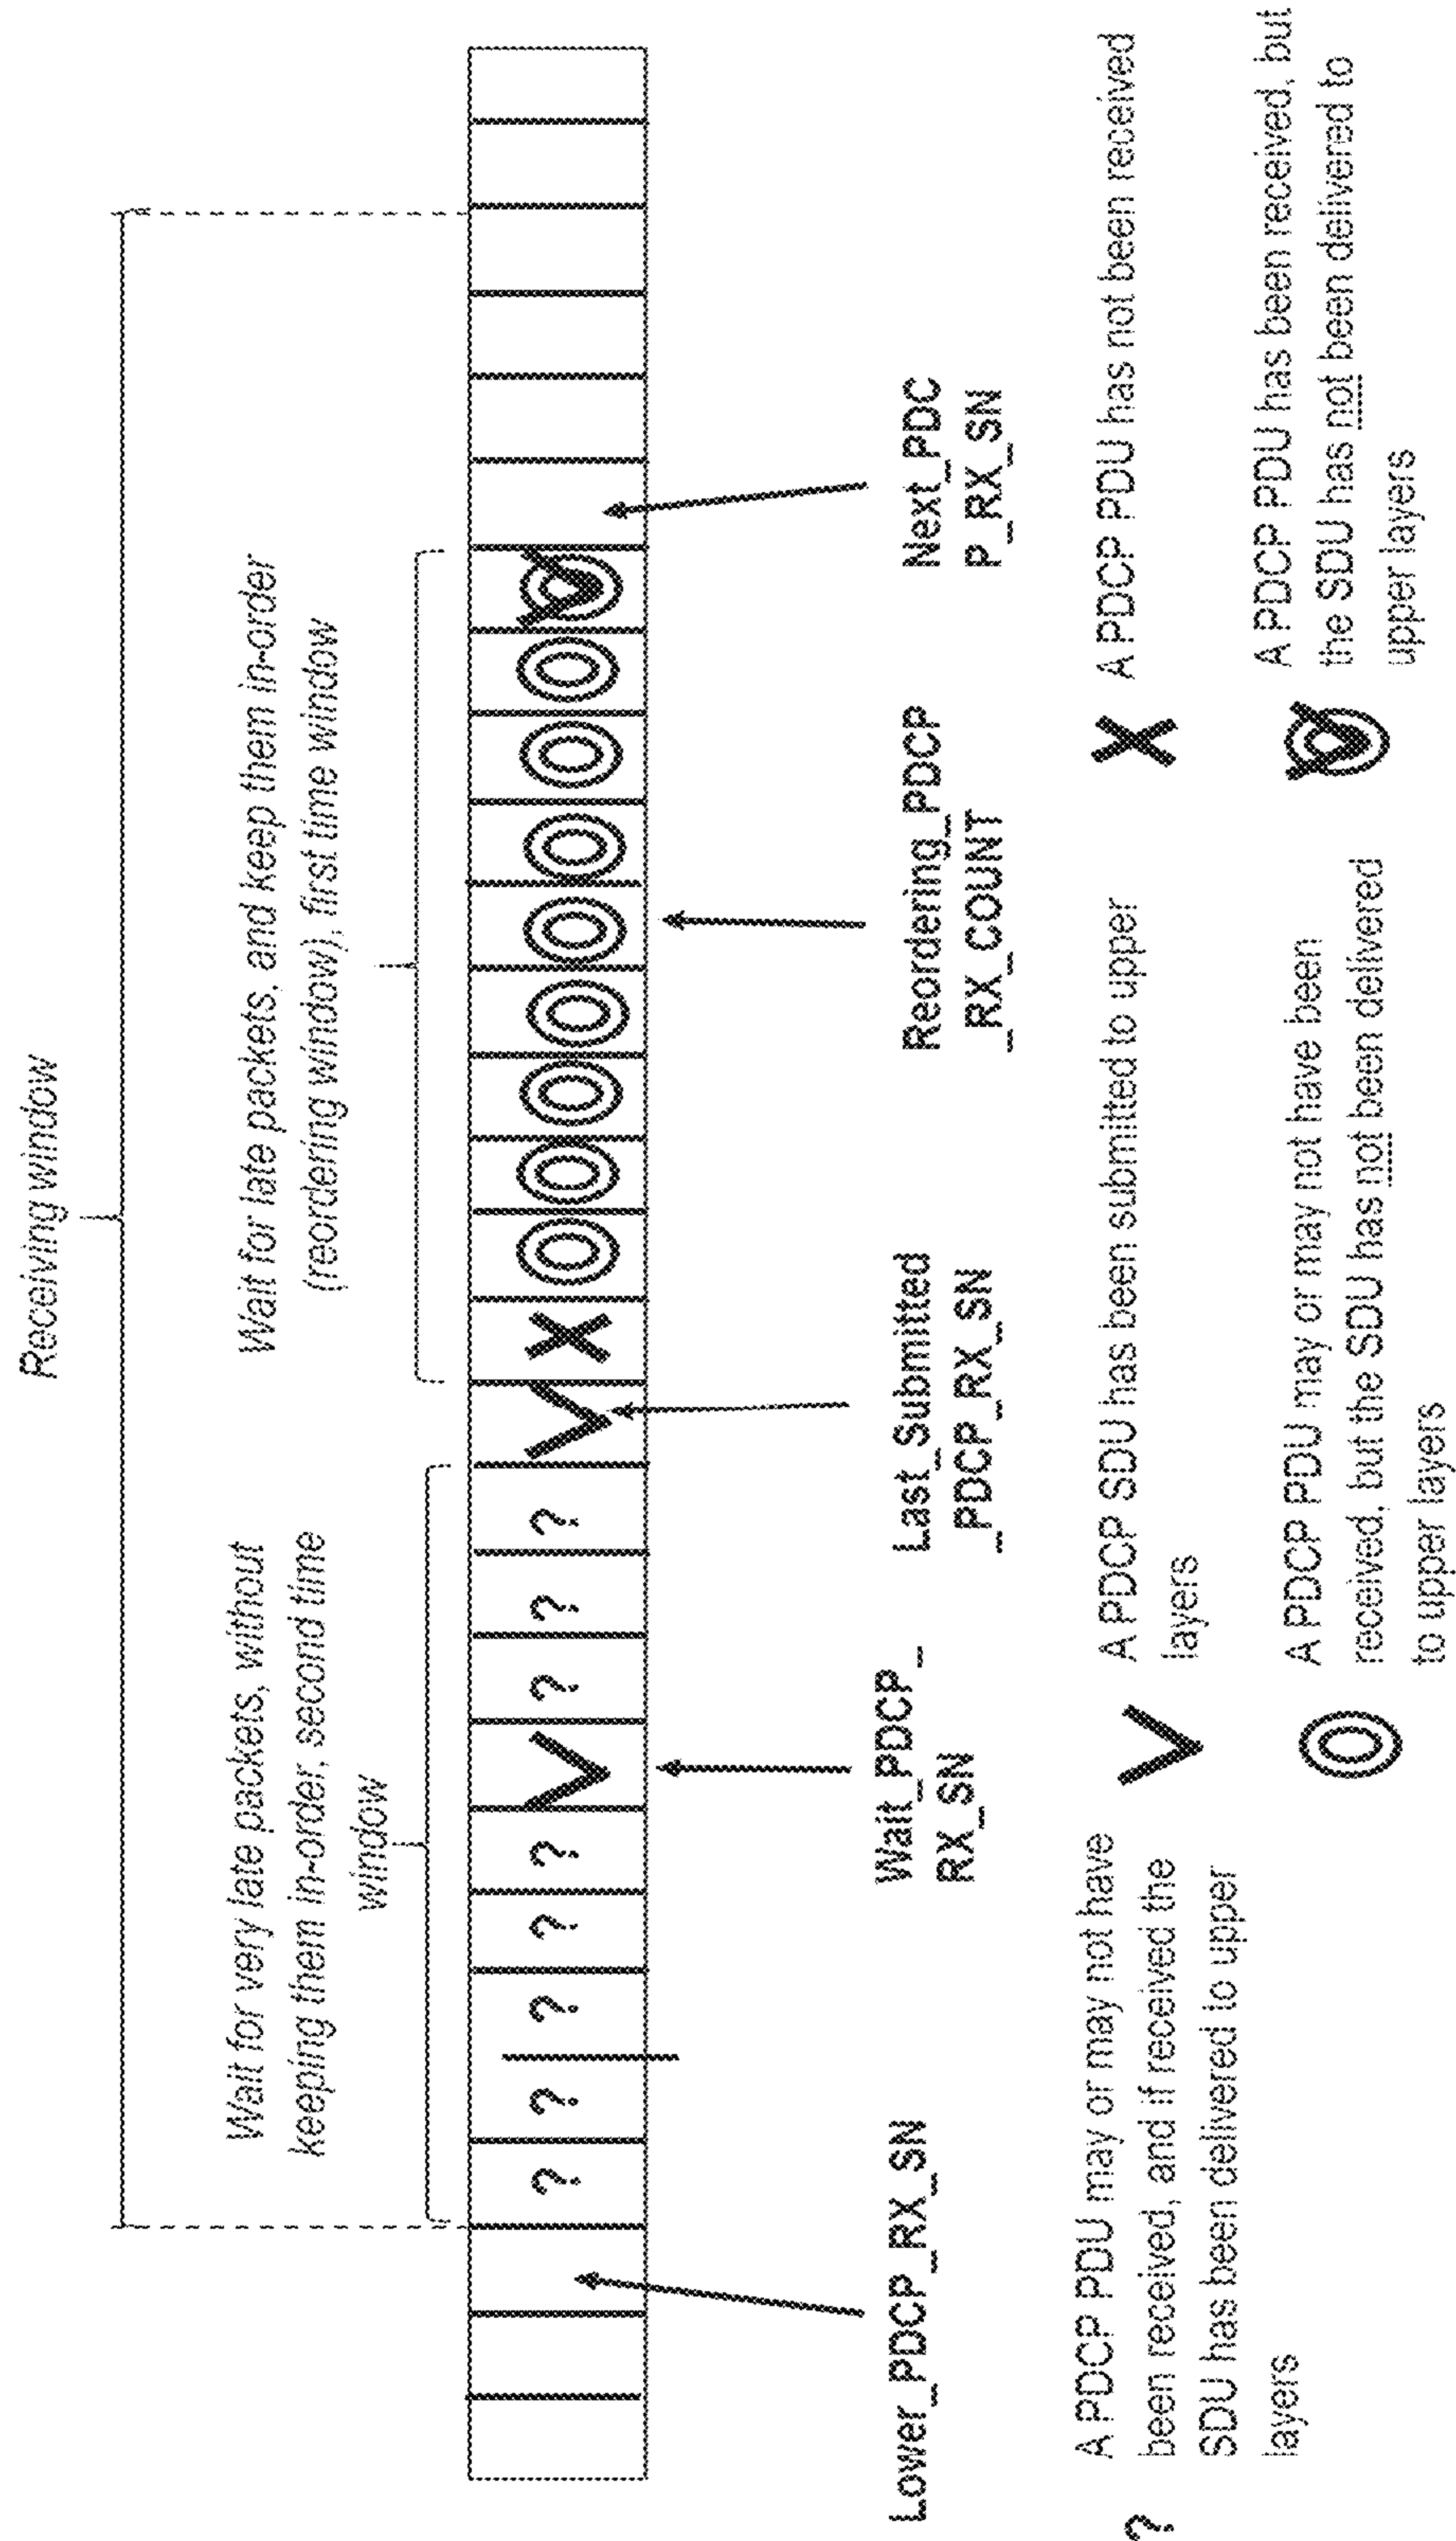 Receiving window
Wait for very late packets, without
keeping them in-order, second time
window
Wait for late packets, and keep them in-order
(reordering window), first time window
? ? ? ? ? ? ? ?
Lower_PDCP_RX_SN
Wait_PDCP_
RX_SN
Last_Submitted
_PDCP_RX_SN
Reordering_PDCP
_RX_COUNT
Next_PDC
P_RX_SN
? A PDCP PDU may or may not have
been received, and if received the
SDU has been delivered to upper
layers
A PDCP SDU has been submitted to upper
layers
X A PDCP PDU has not been received
A PDCP PDU may or may not have been
received, but the SDU has not been delivered
to upper layers
A PDCP PDU has been received, but
the SDU has not been delivered to
upper layers